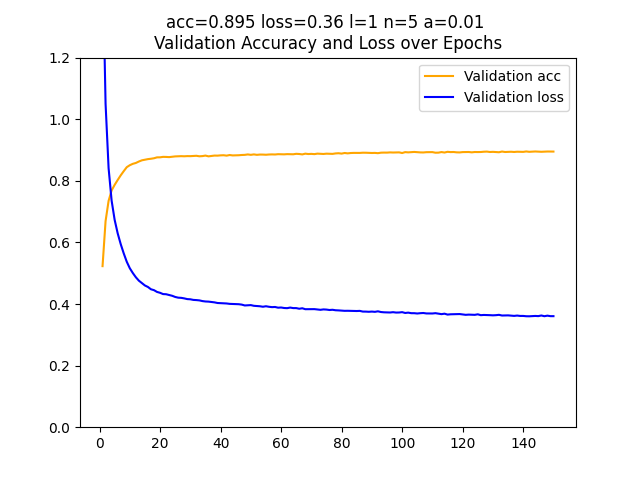 acc=0.895 loss=0.36 l=1 n=5 a=0.01
Validation Accuracy and Loss over Epochs
Validation acc
Validation loss
1.2
1.0
0.8
0.6
0.4
0.2
0.0
0 20 40 60 80 100 120 140